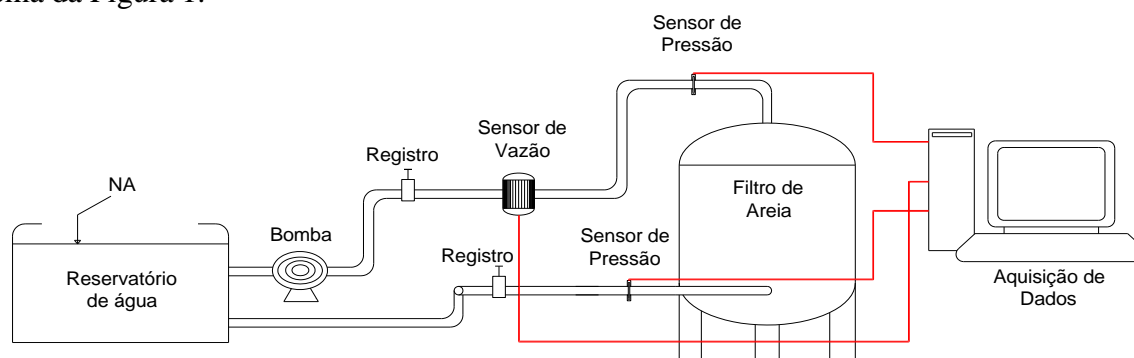 ema da Figura 1.
Sensor de
Pressão
Sensor de
Vazão
Registro
NA
Filtro de
Areia
Bomba
Sensor de
Pressão
Registro
Reservatório
de água
Aquisição de
Dados